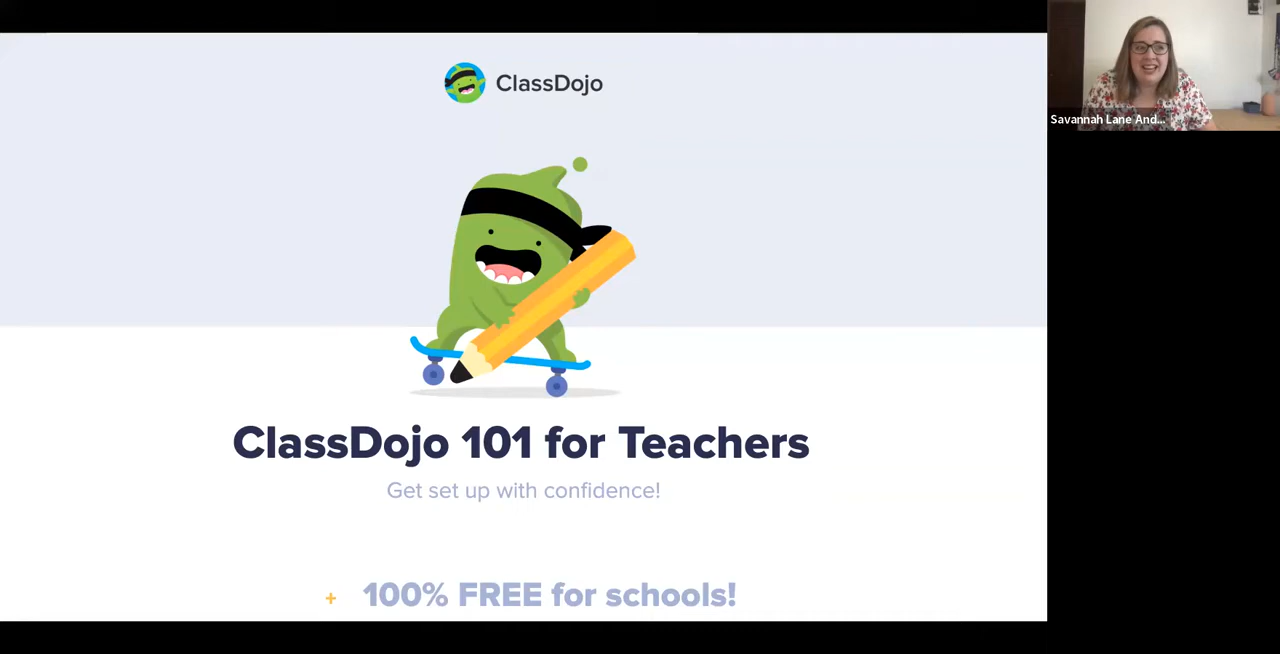 ClassDojo
Savannah Lane And...
ClassDojo 101 for Teachers
Get set up with confidence!
+ 100% FREE for schools!